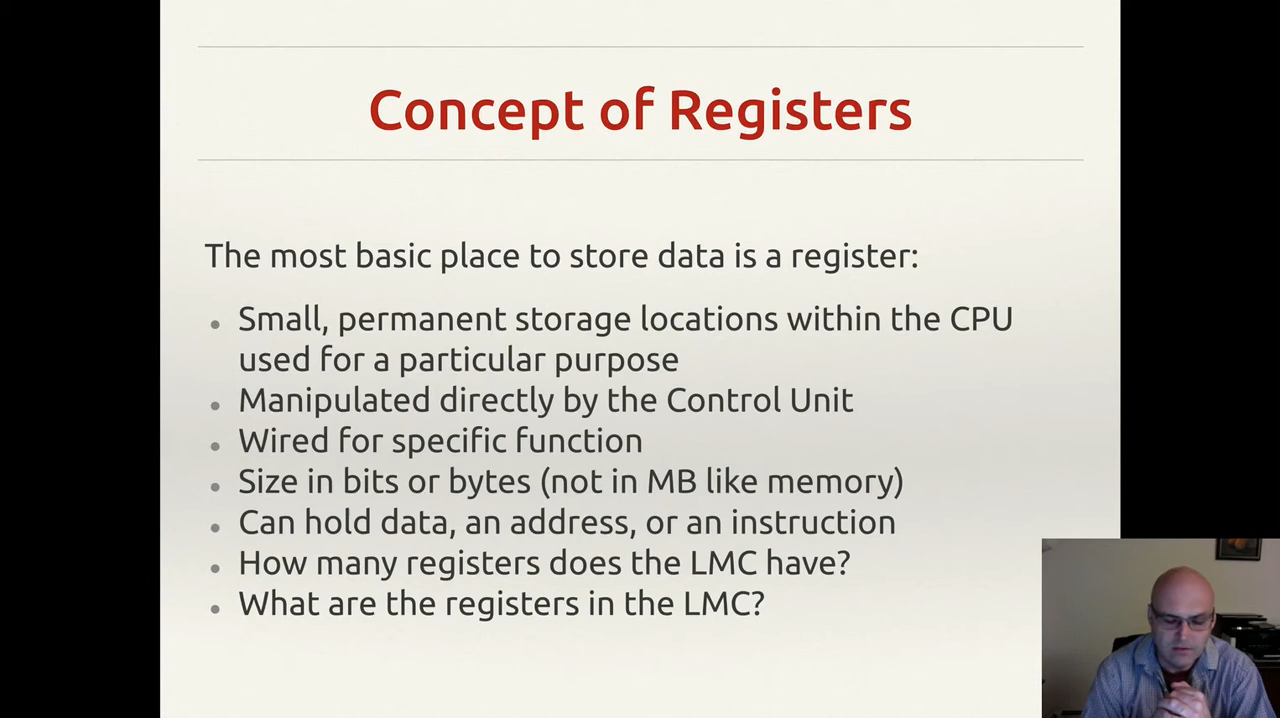 Concept of Registers
The most basic place to store data is a register:
• Small, permanent storage locations within the CPU
used for a particular purpose
• Manipulated directly by the Control Unit
• Wired for specific function
• Size in bits or bytes (not in MB like memory)
• Can hold data, an address, or an instruction
• How many registers does the LMC have?
• What are the registers in the LMC?